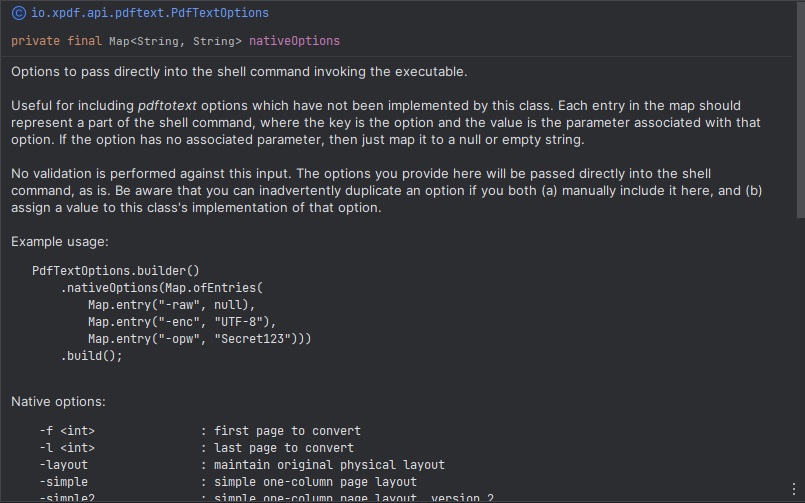 io.xpdf.api.pdftext.PdfTextOptions
private final Map<String, String> nativeOptions
Options to pass directly into the shell command invoking the executable.
Useful for including pdftotext options which have not been implemented by this class. Each entry in the map should
represent a part of the shell command, where the key is the option and the value is the parameter associated with that
option. If the option has no associated parameter, then just map it to a null or empty string.
No validation is performed against this input. The options you provide here will be passed directly into the shell
command, as is. Be aware that you can inadvertently duplicate an option if you both (a) manually include it here, and (b)
assign a value to this class's implementation of that option.
Example usage:
PdfTextOptions.builder()
    .nativeOptions(Map.ofEntries(
        Map.entry("-raw", null),
        Map.entry("-enc", "UTF-8"),
        Map.entry("-opw", "Secret123")))
    .build();
Native options:
-f <int> : first page to convert
-l <int> : last page to convert
-layout : maintain original physical layout
-simple : simple one-column page layout
-simple2 : simple one-column page layout, version 2